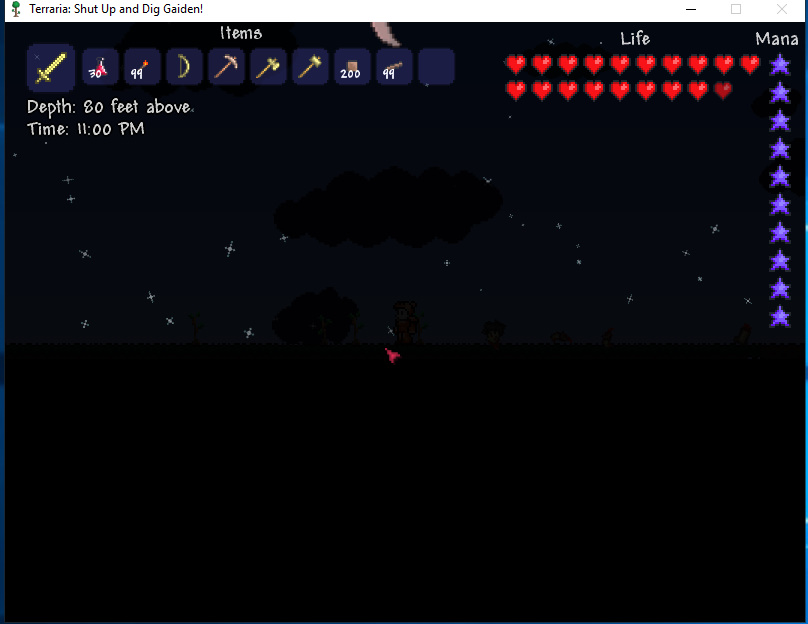 Terraria: Shut Up and Dig Gaiden!
Items
Life
Mana
30
99
200
99
Depth: 80 feet above
Time: 11:00 PM